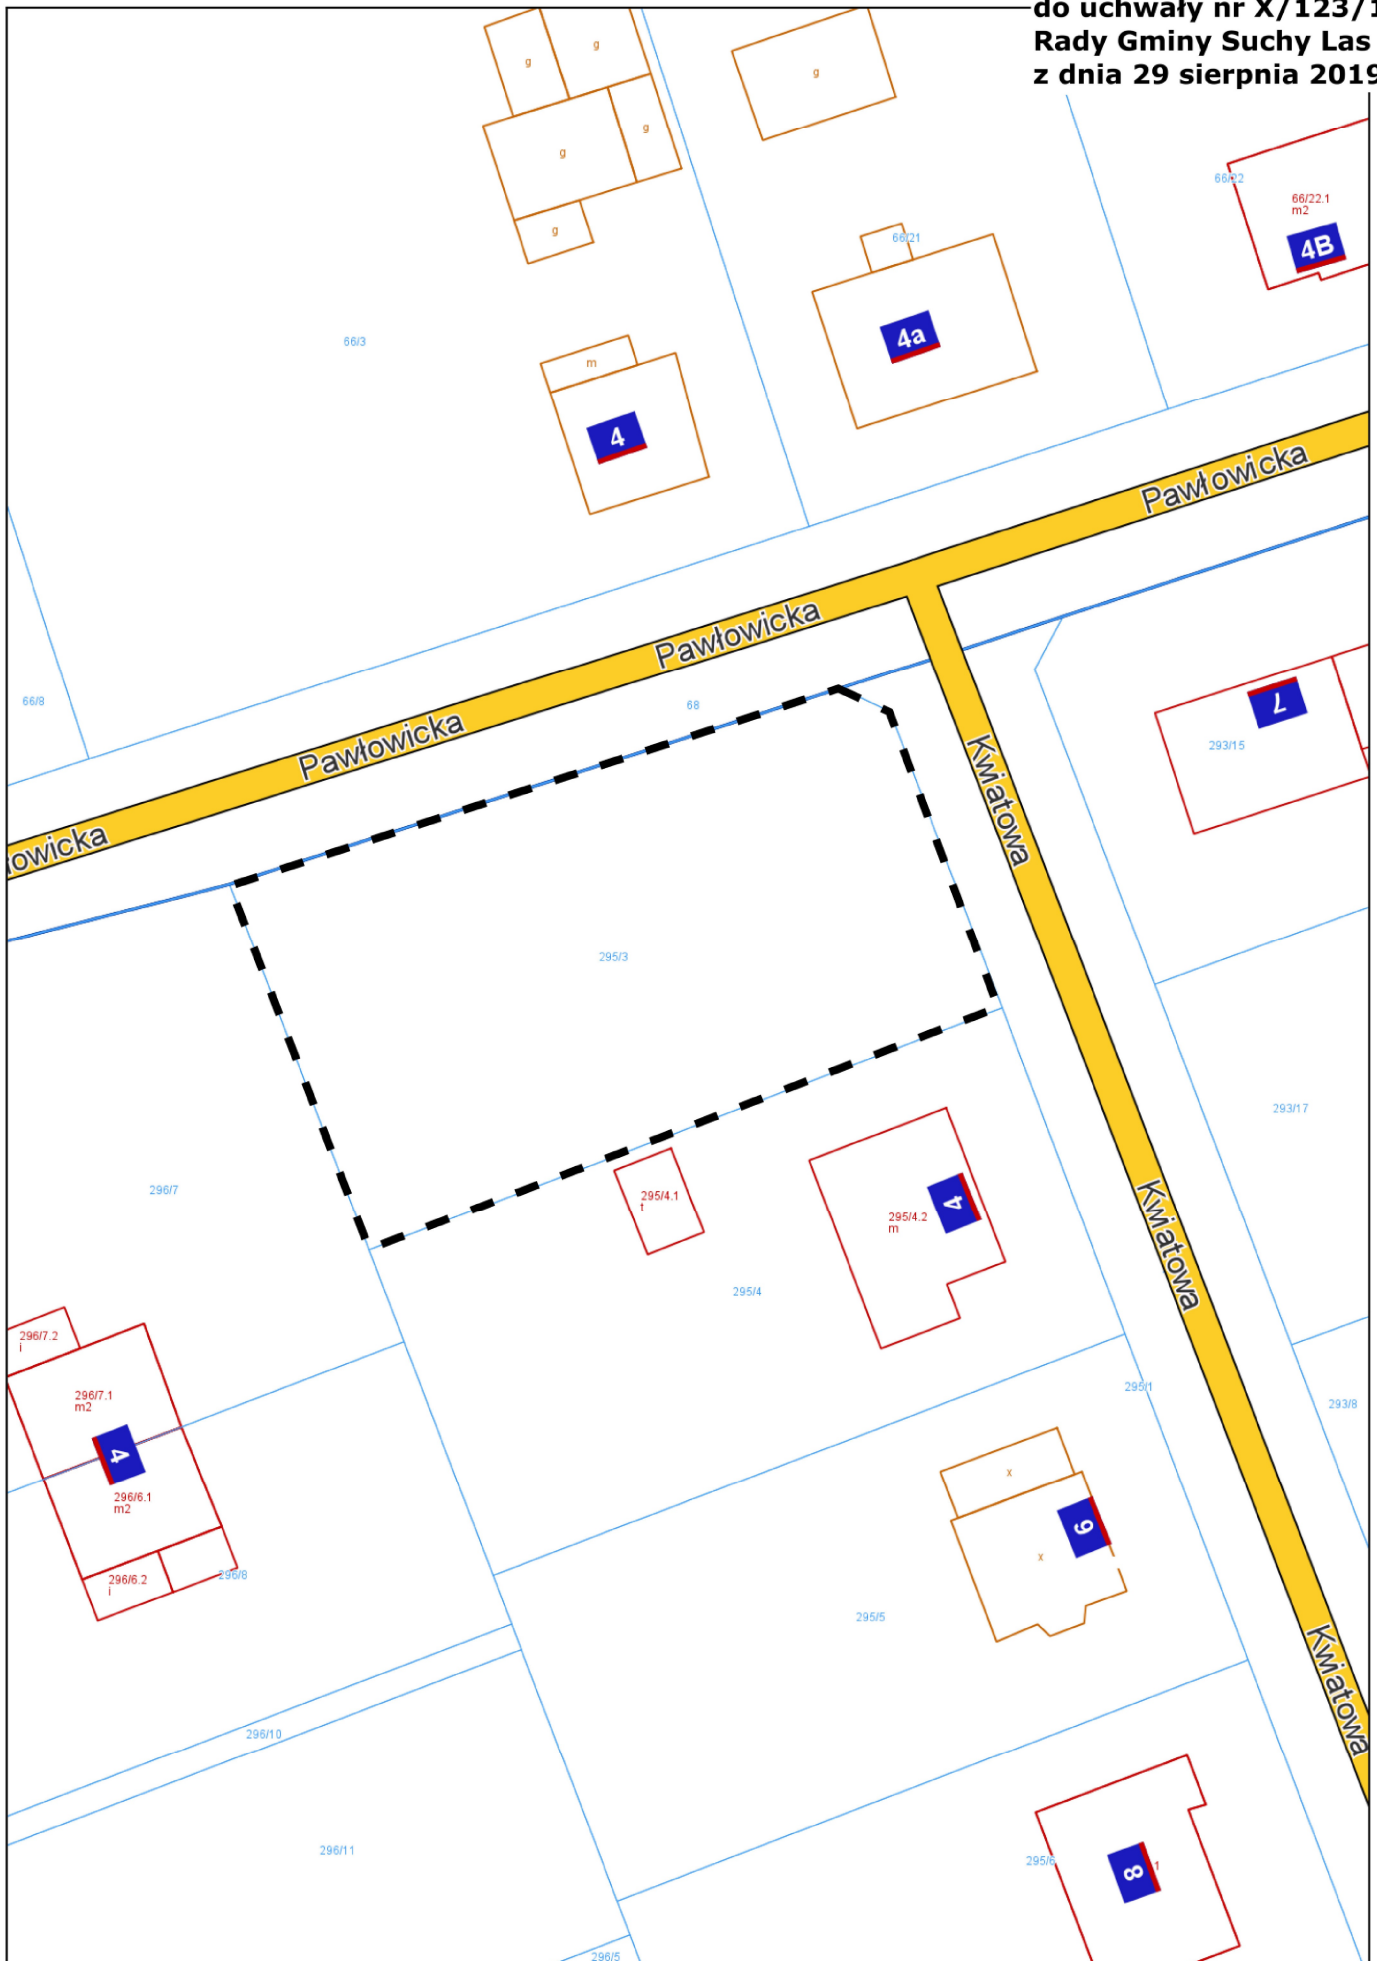 do uchwały nr X/123/1
Rady Gminy Suchy Las
z dnia 29 sierpnia 2019
g
g
g
g
g
g
66/22
66/22.1
m2
4B
66/21
4a
66/3
m
4
Pawłowicka
Pawłowicka
66/8
68
Pawłowicka
owicka
7
293/15
Kwiatowa
295/3
293/17
296/7
295/4.1
t
4
295/4.2
m
Kwiatowa
295/4
296/7.2
i
296/7.1
m2
4
295/1
293/8
x
296/6.1
m2
x
296/6.2
i
296/8
295/5
Kwiatowa
296/10
296/11
295/6
8
1
296/5